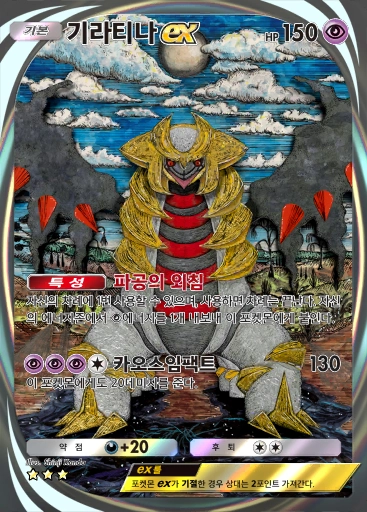 기본 기라티나 ex HP 150
특성 파공의 외침
자신의 차례에 1번 사용할 수 있으며, 사용하면 차례는 끝난다. 자신
의 에너지존에서 에너지를 1개 내보내 이 포켓몬에게 붙인다.
카오스임팩트 130
이 포켓몬에게도 20데미지를 준다.
약점 +20 후퇴
Illus. Shinji Kanda
ex 룰
포켓몬 ex가 기절한 경우 상대는 2포인트 가져간다.